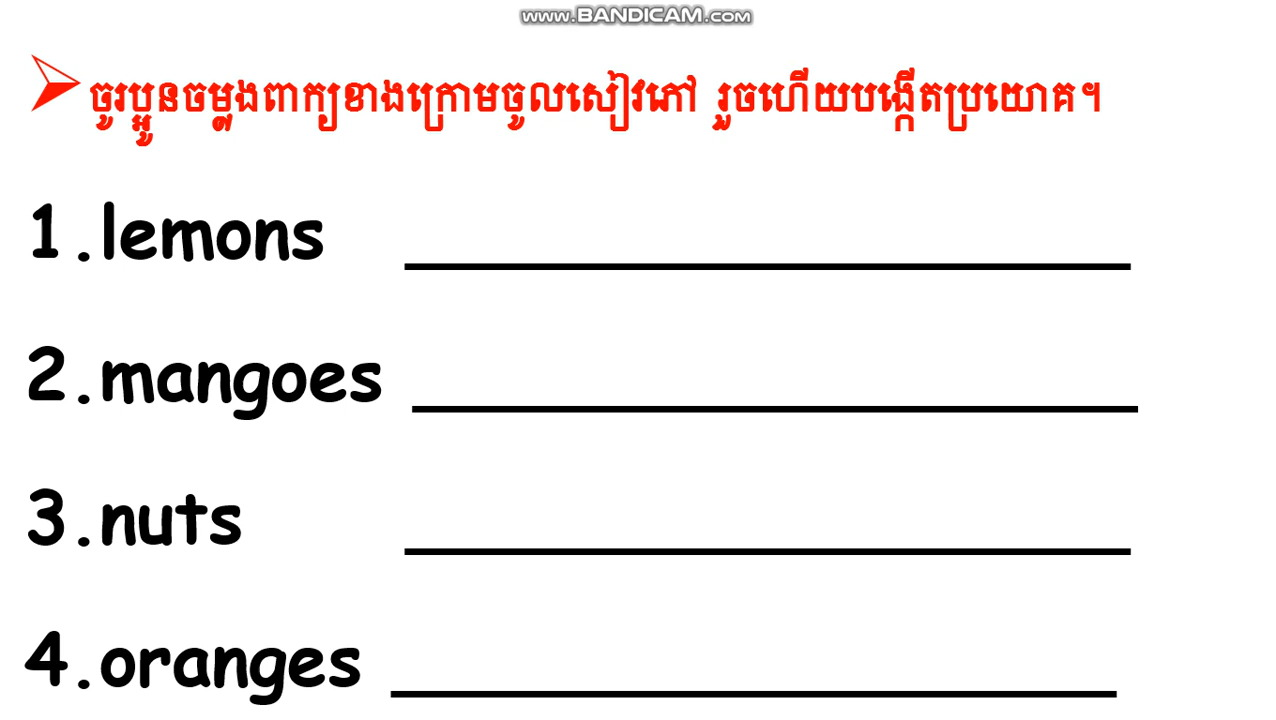 www.BANDICAM.com
ចូរប្អូនចម្លងពាក្យខាងក្រោមចូលសៀវភៅ រួចហើយបង្កើតប្រយោគ។
1.lemons
2.mangoes
3.nuts
4.oranges